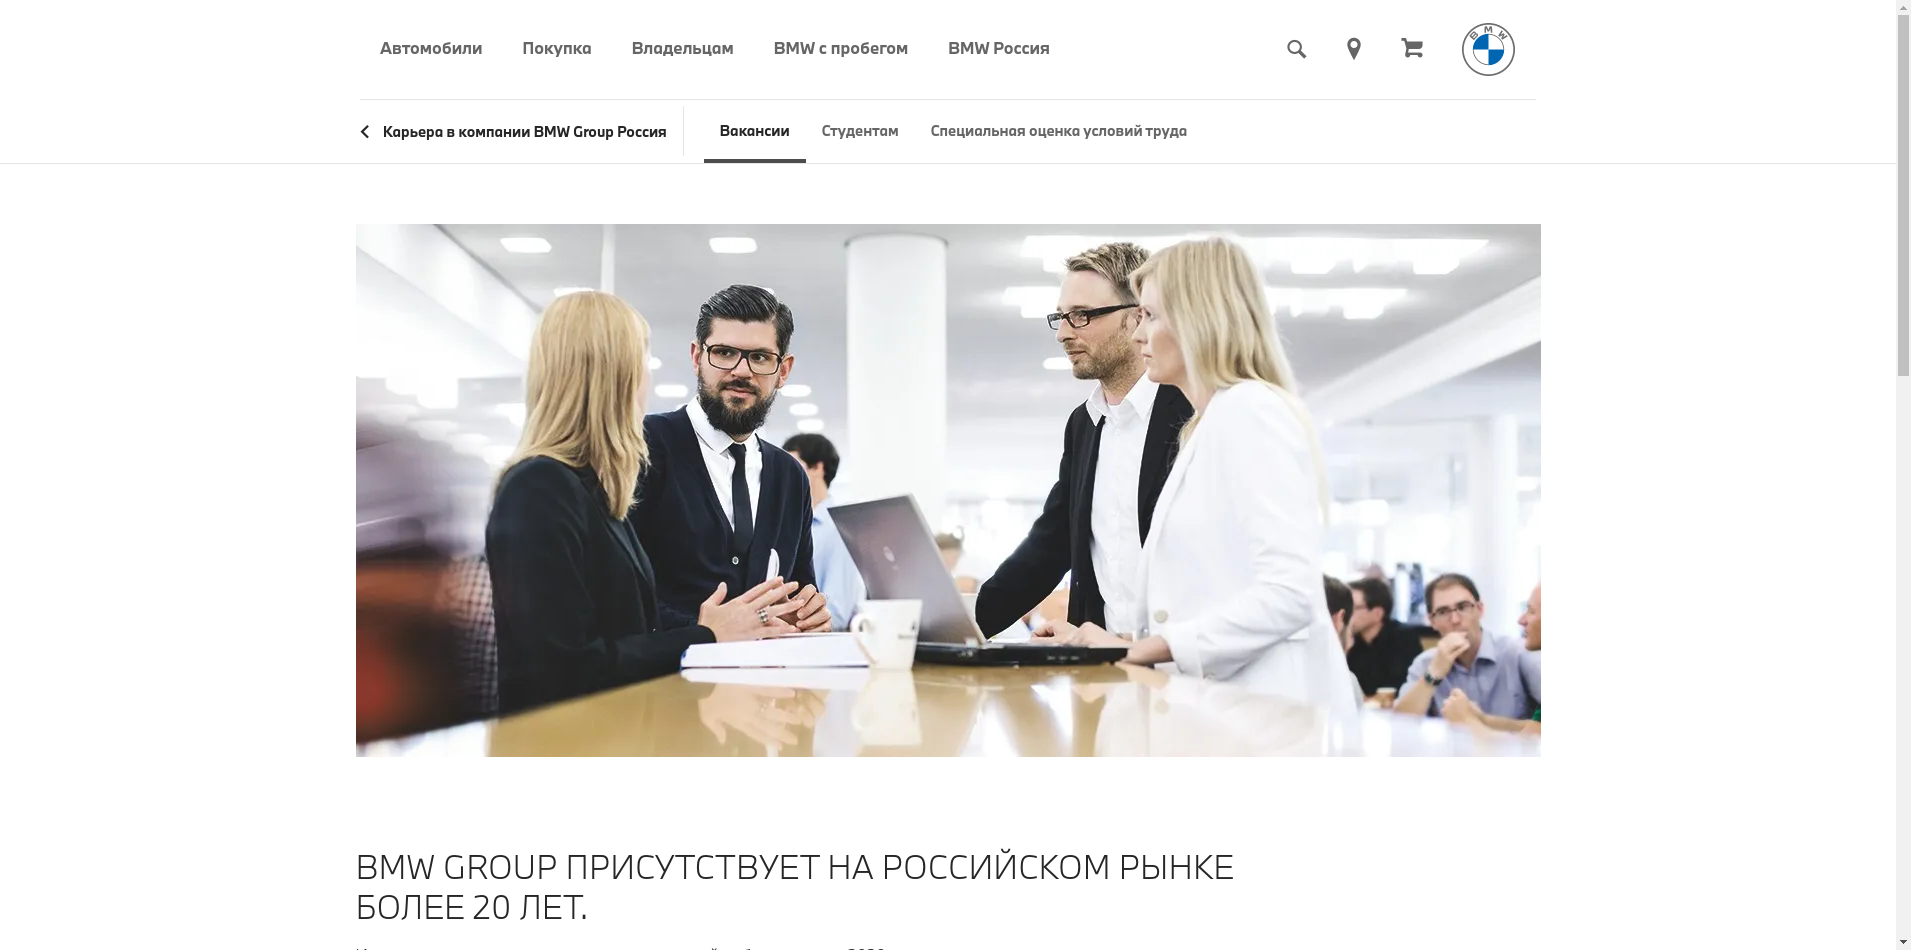 Автомобили Покупка Владельцам BMW с пробегом BMW Россия
BMW
Карьера в компании BMW Group Россия Вакансии Студентам Специальная оценка условий труда
BMW GROUP ПРИСУТСТВУЕТ НА РОССИЙСКОМ РЫНКЕ
БОЛЕЕ 20 ЛЕТ.